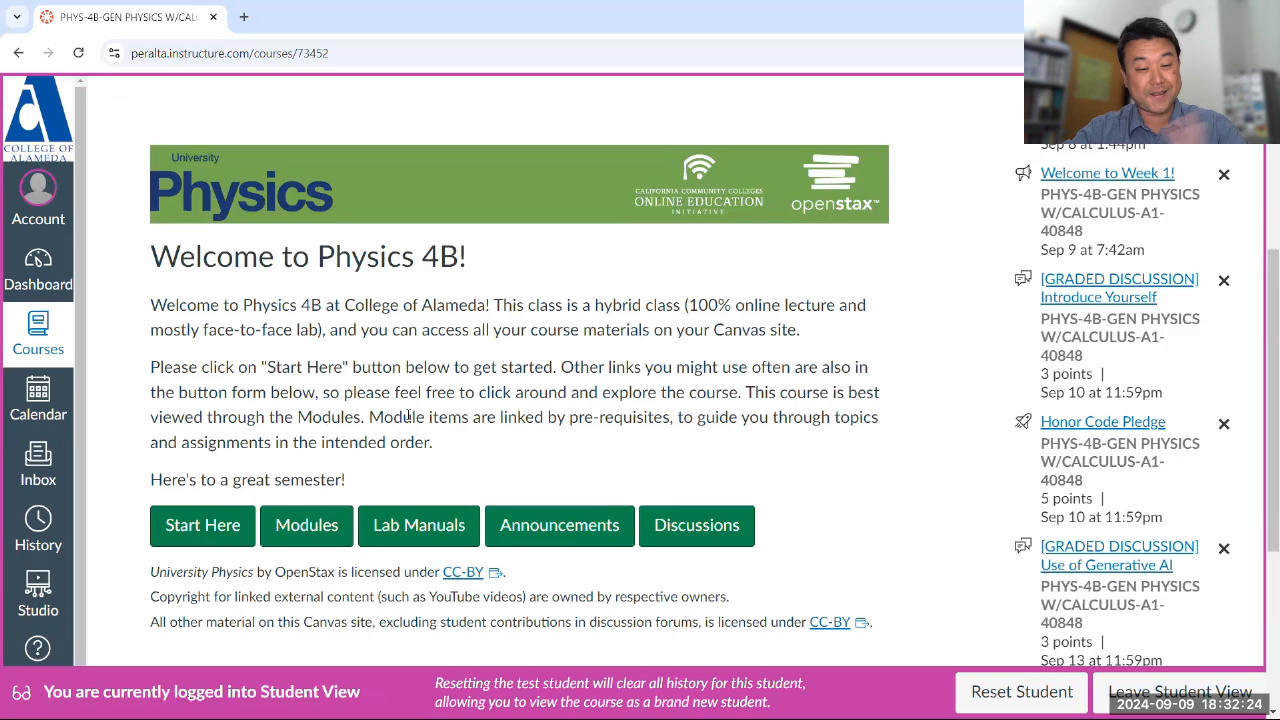 PHYS-4B-GEN PHYSICS W/CAL
peralta.instructure.com/courses/73452
COLLEGE OF
ALAMEDA
Account
Dashboard
Courses
Calendar
Inbox
History
Studio
University
Physics
CALIFORNIA COMMUNITY COLLEGES
ONLINE EDUCATION
INITIATIVE
openstax™
Welcome to Physics 4B!
Welcome to Physics 4B at College of Alameda! This class is a hybrid class (100% online lecture and
mostly face-to-face lab), and you can access all your course materials on your Canvas site.
Please click on "Start Here" button below to get started. Other links you might use often are also in
the button form below, so please feel free to click around and explore the course. This course is best
viewed through the Modules. Module items are linked by pre-requisites, to guide you through topics
and assignments in the intended order.
Here's to a great semester!
Start Here
Modules
Lab Manuals
Announcements
Discussions
University Physics by OpenStax is licensed under CC-BY.
Copyright for linked external content (such as YouTube videos) are owned by respective owners.
All other material on this Canvas site, excluding student contributions in discussion forums, is licensed under CC-BY.
Sep 8 at 1:44pm
Welcome to Week 1!
PHYS-4B-GEN PHYSICS
W/CALCULUS-A1-
40848
Sep 9 at 7:42am
[GRADED DISCUSSION]
Introduce Yourself
PHYS-4B-GEN PHYSICS
W/CALCULUS-A1-
40848
3 points |
Sep 10 at 11:59pm
Honor Code Pledge
PHYS-4B-GEN PHYSICS
W/CALCULUS-A1-
40848
5 points |
Sep 10 at 11:59pm
[GRADED DISCUSSION]
Use of Generative AI
PHYS-4B-GEN PHYSICS
W/CALCULUS-A1-
40848
3 points |
Sep 13 at 11:59pm
You are currently logged into Student View
Resetting the test student will clear all history for this student,
allowing you to view the course as a brand new student.
Reset Student
Leave Student View
2024-09-09 18:32:24